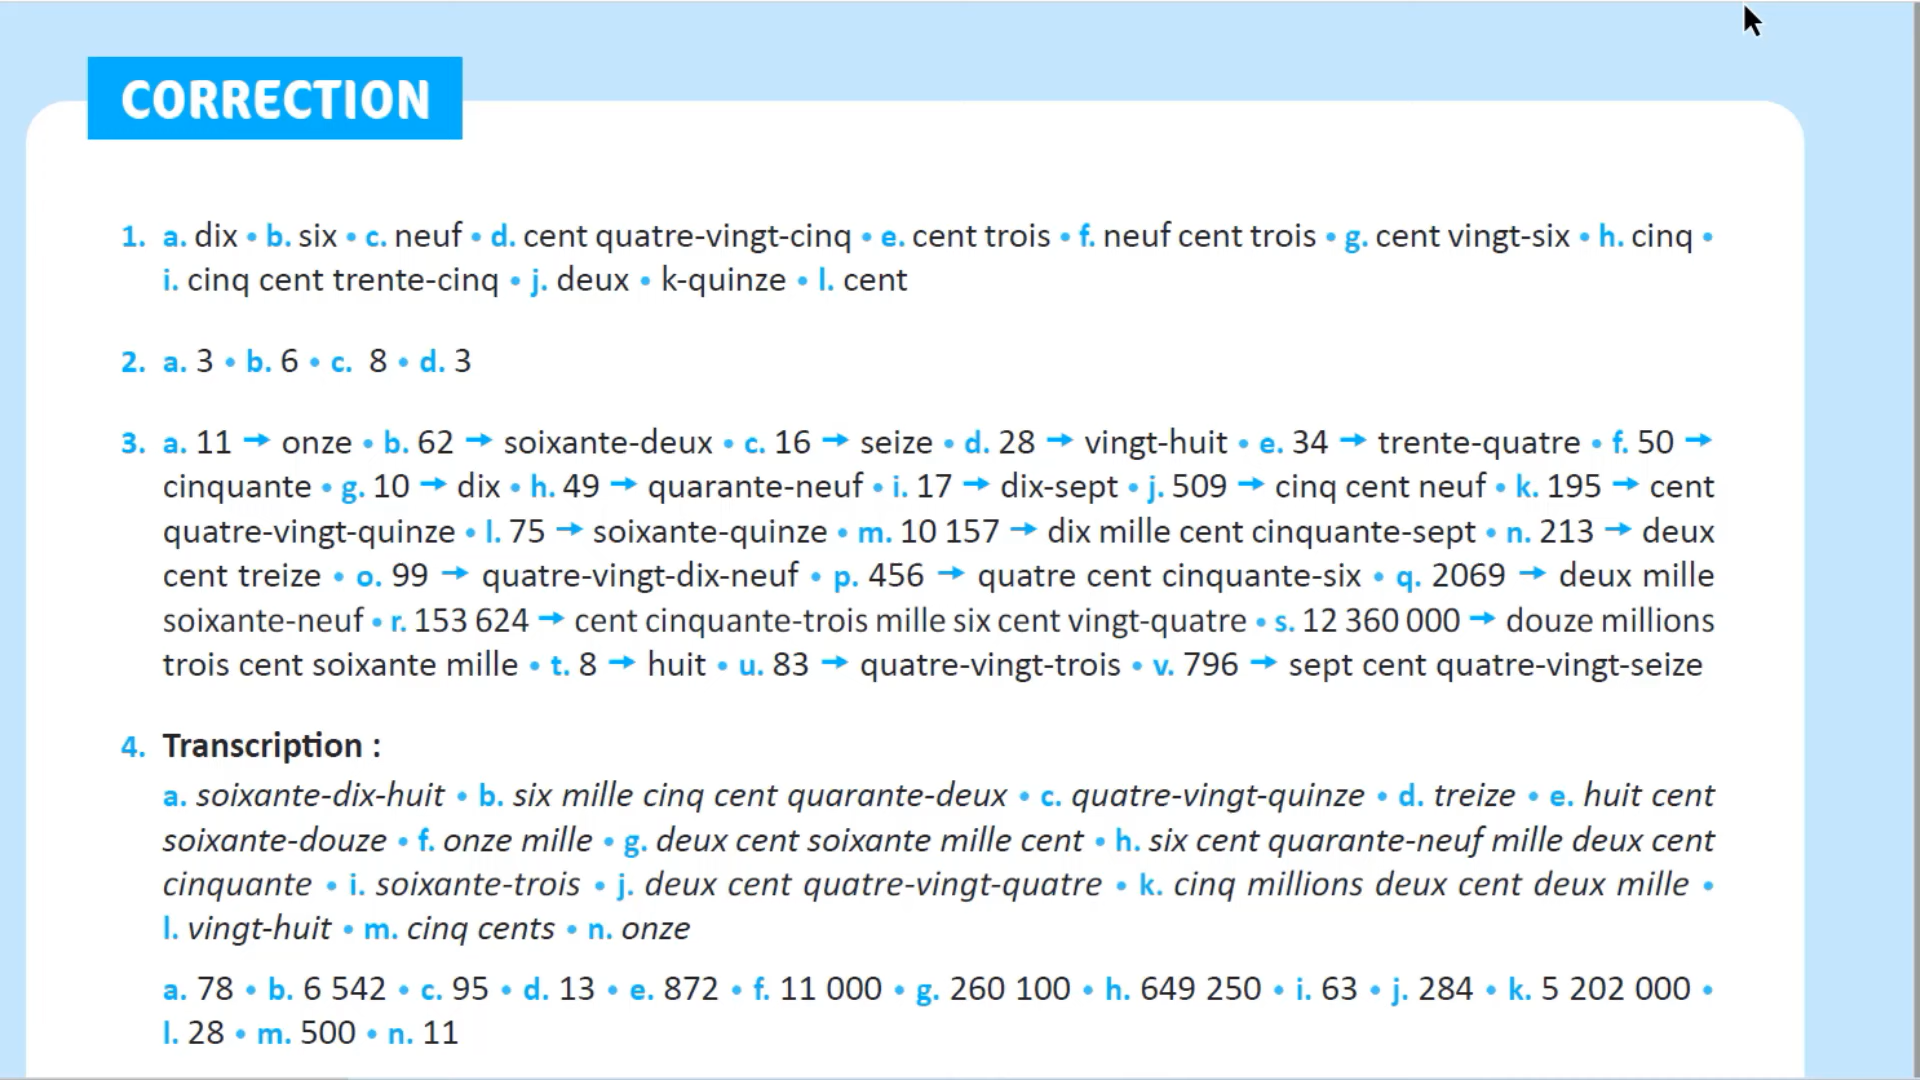 CORRECTION
1. a. dix • b. six • c. neuf • d. cent quatre-vingt-cinq • e. cent trois • f. neuf cent trois • g. cent vingt-six • h. cinq •
i. cinq cent trente-cinq • j. deux • k-quinze • l. cent
2. a. 3 • b. 6 • c. 8 • d. 3
3. a. 11 → onze • b. 62 → soixante-deux • c. 16 → seize • d. 28 → vingt-huit • e. 34 → trente-quatre • f. 50 →
cinquante • g. 10 → dix • h. 49 → quarante-neuf • i. 17 → dix-sept • j. 509 → cinq cent neuf • k. 195 → cent
quatre-vingt-quinze • l. 75 → soixante-quinze • m. 10 157 → dix mille cent cinquante-sept • n. 213 → deux
cent treize • o. 99 → quatre-vingt-dix-neuf • p. 456 → quatre cent cinquante-six • q. 2069 → deux mille
soixante-neuf • r. 153 624 → cent cinquante-trois mille six cent vingt-quatre • s. 12 360 000 → douze millions
trois cent soixante mille • t. 8 → huit • u. 83 → quatre-vingt-trois • v. 796 → sept cent quatre-vingt-seize
4. Transcription :
a. soixante-dix-huit • b. six mille cinq cent quarante-deux • c. quatre-vingt-quinze • d. treize • e. huit cent
soixante-douze • f. onze mille • g. deux cent soixante mille cent • h. six cent quarante-neuf mille deux cent
cinquante • i. soixante-trois • j. deux cent quatre-vingt-quatre • k. cinq millions deux cent deux mille •
l. vingt-huit • m. cinq cents • n. onze
a. 78 • b. 6 542 • c. 95 • d. 13 • e. 872 • f. 11 000 • g. 260 100 • h. 649 250 • i. 63 • j. 284 • k. 5 202 000 •
l. 28 • m. 500 • n. 11